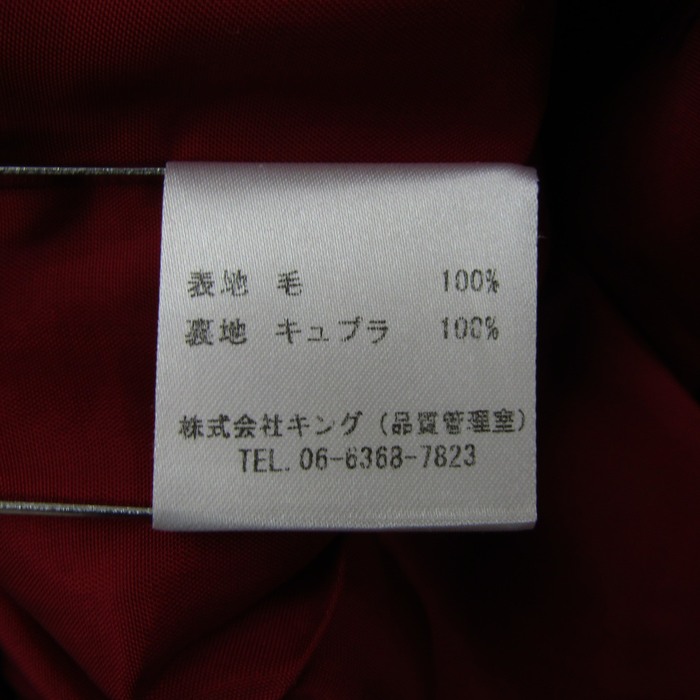 表地 毛 100%
裏地 キュプラ 100%
株式会社キング（品質管理室）
TEL. 06-6368-7823